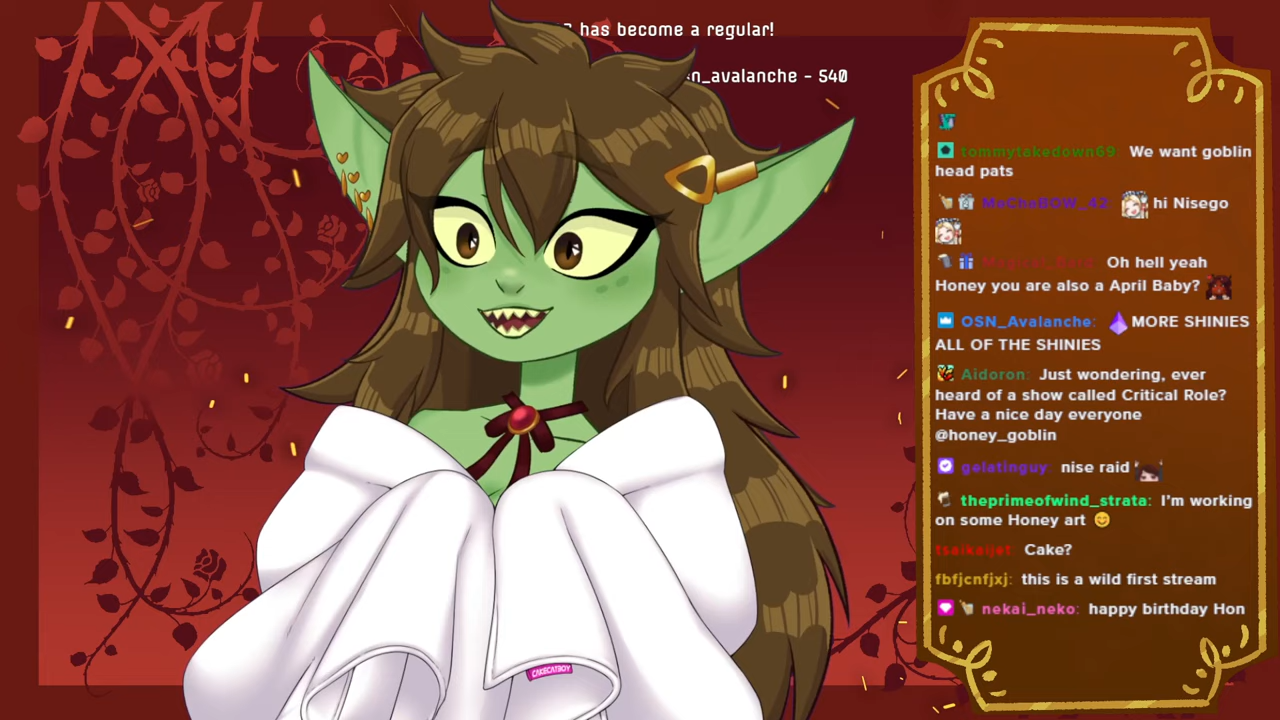 has become a regular!
n_avalanche - 540
tommytakedown69: We want goblin
head pats
MaChaBOW_42: hi Nisego
Magical_Bard: Oh hell yeah
Honey you are also a April Baby?
OSN_Avalanche: MORE SHINIES
ALL OF THE SHINIES
Aidoron: Just wondering, ever
heard of a show called Critical Role?
Have a nice day everyone
@honey_goblin
gelatinguy: nise raid
theprimeofwind_strata: I'm working
on some Honey art
tsaikaijet: Cake?
fbfjcnfjxj: this is a wild first stream
nekai_neko: happy birthday Hon
CAKECATBOY